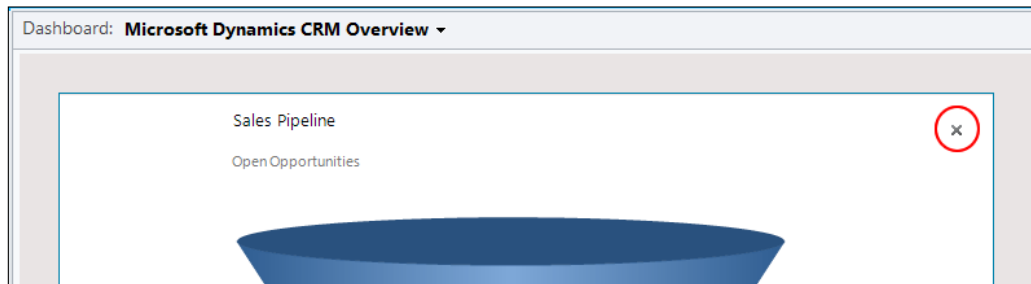 Dashboard: Microsoft Dynamics CRM Overview
Sales Pipeline
Open Opportunities